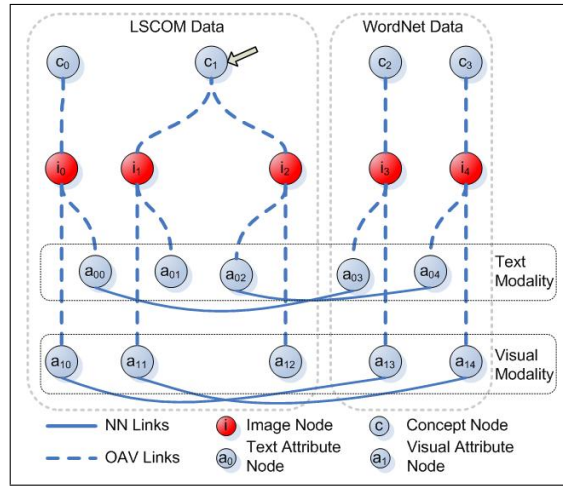 LSCOM Data WordNet Data
c0 c1 c2 c3
i0 i1 i2 i3 i4
a00 a01 a02 a03 a04
Text
Modality
a10 a11 a12 a13 a14
Visual
Modality
NN Links i Image Node c Concept Node
OAV Links a0 Text Attribute Node a1 Visual Attribute Node